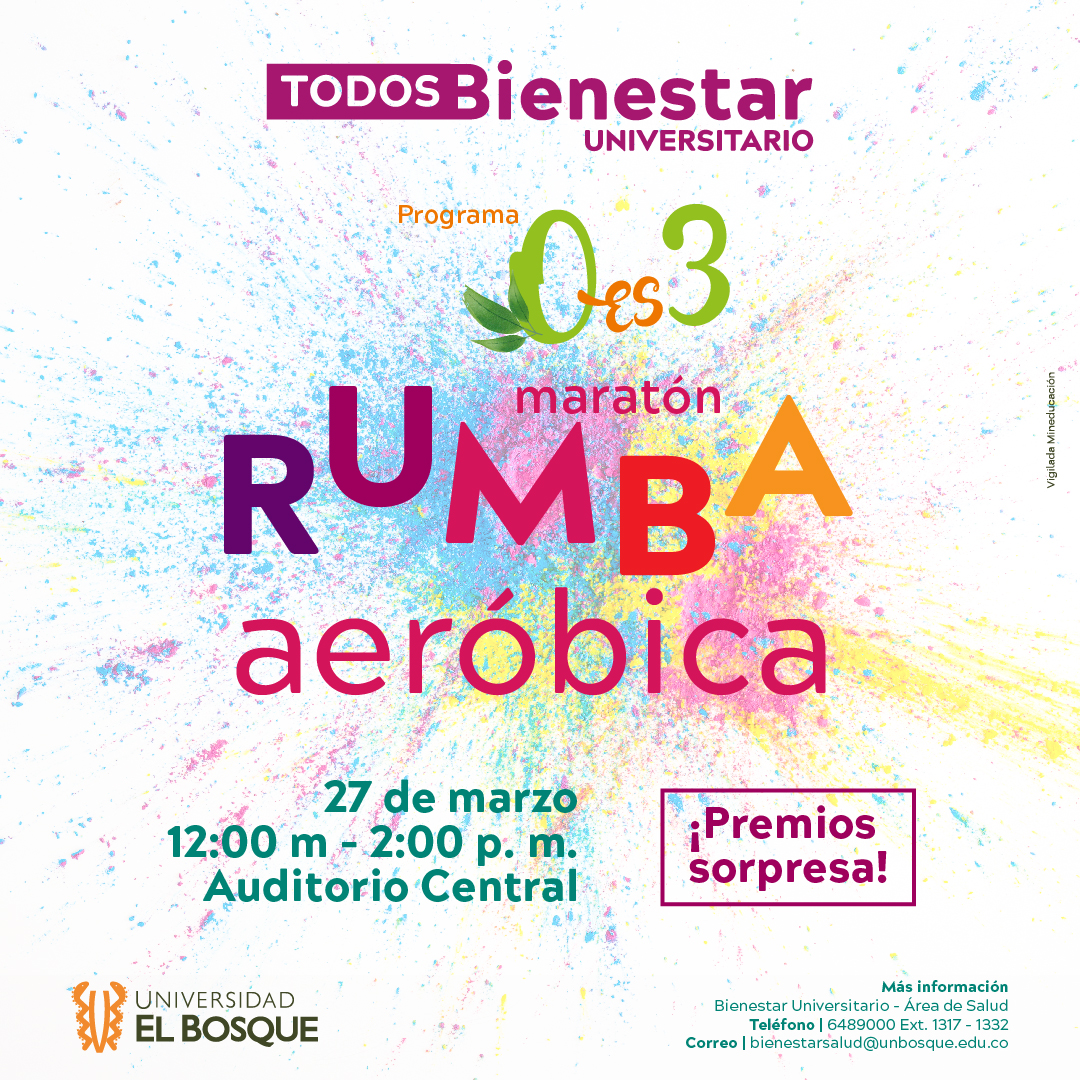 TODOS Bienestar
UNIVERSITARIO
Programa
0 es 3
maratón
RUMBA
aeróbica
27 de marzo
12:00 m - 2:00 p. m.
Auditorio Central
¡Premios
sorpresa!
Vigilada Mineducación
UNIVERSIDAD
EL BOSQUE
Más información
Bienestar Universitario - Área de Salud
Teléfono | 6489000 Ext. 1317 - 1332
Correo | bienestarsalud@unbosque.edu.co